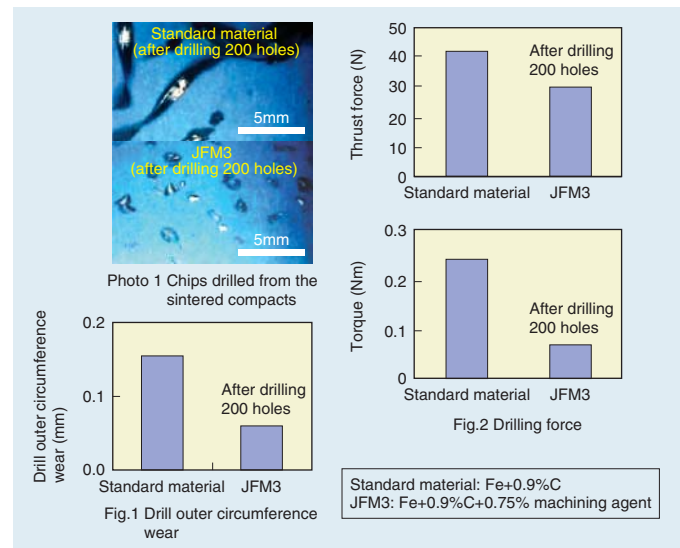 Standard material
(after drilling 200 holes)
5mm
JFM3
(after drilling 200 holes)
5mm
Photo 1 Chips drilled from the
sintered compacts
Drill outer circumference
wear (mm)
0.2
0.1
0.0
After drilling
200 holes
Standard material
JFM3
Fig.1 Drill outer circumference
wear
Thrust force (N)
50
40
30
20
10
0
After drilling
200 holes
Standard material
JFM3
Torque (Nm)
0.3
0.2
0.1
0
After drilling
200 holes
Standard material
JFM3
Fig.2 Drilling force
Standard material: Fe+0.9%C
JFM3: Fe+0.9%C+0.75% machining agent